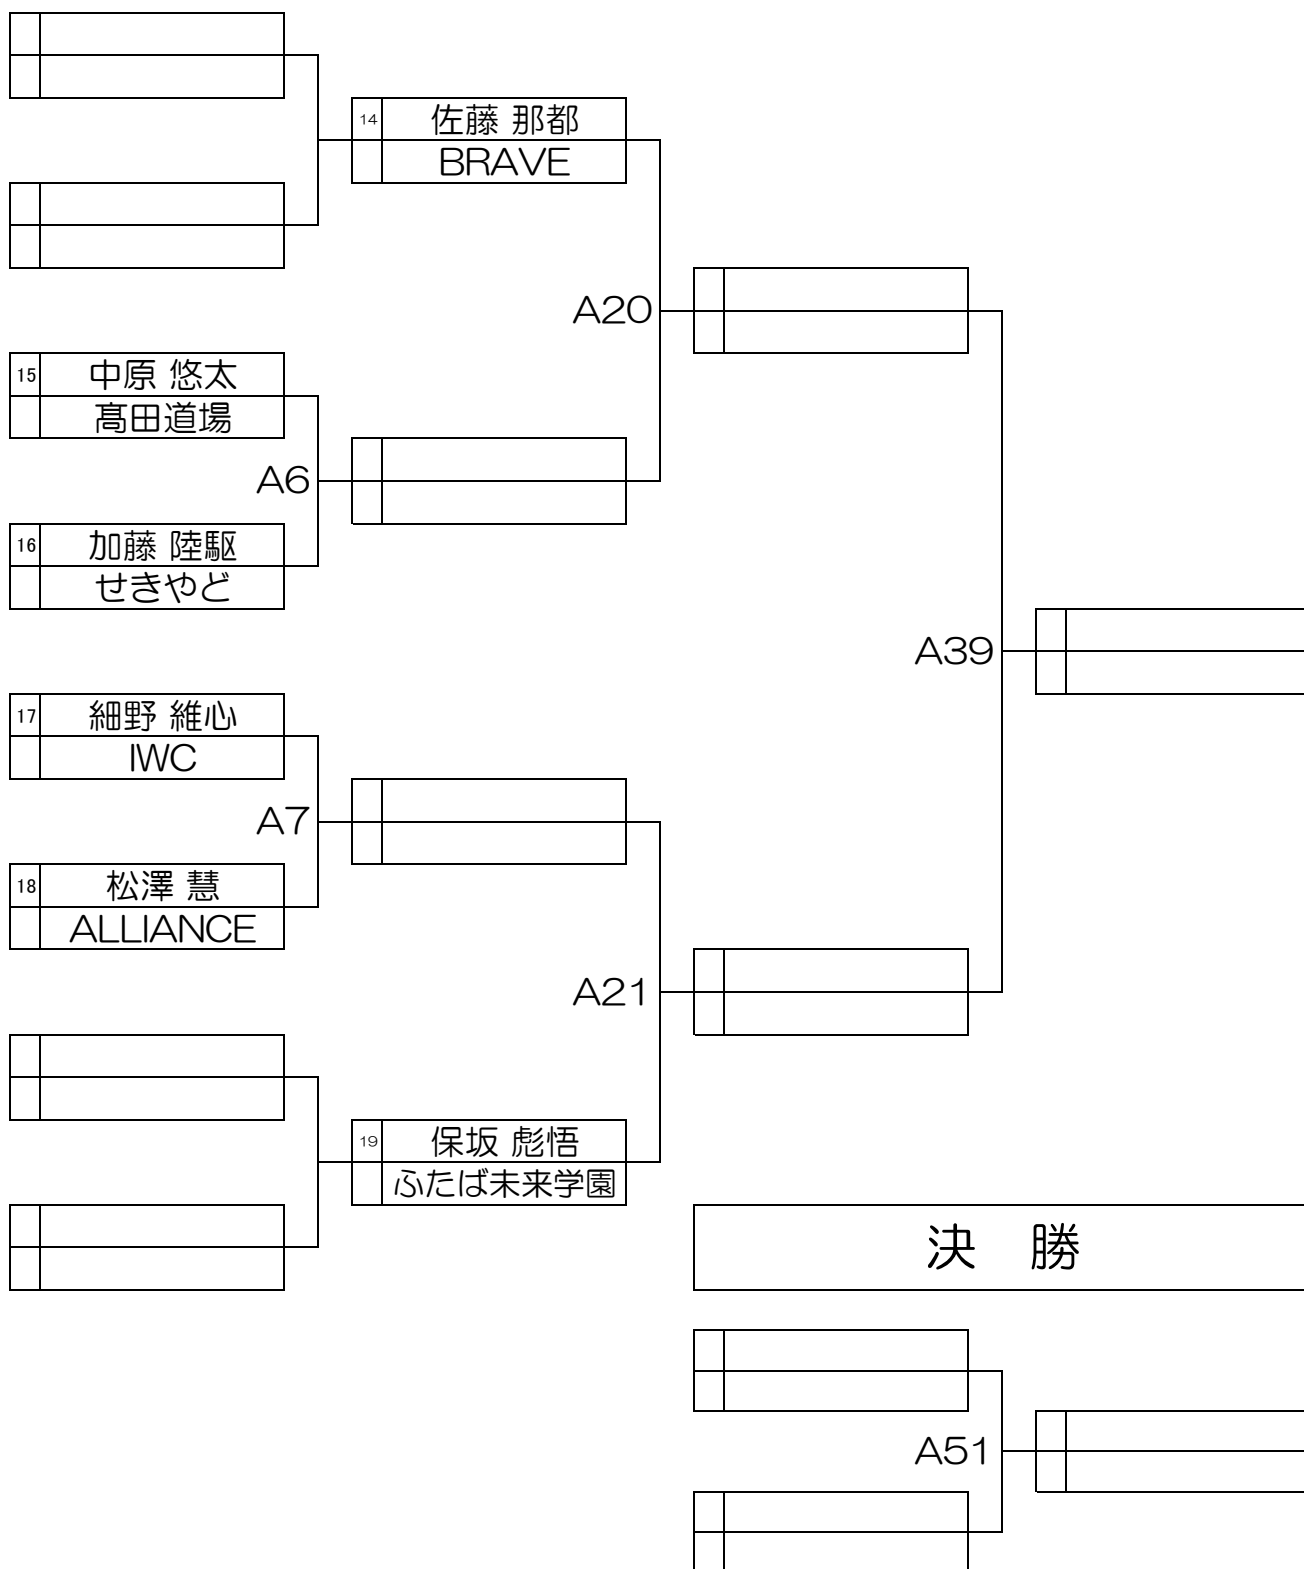 14 佐藤 那都
BRAVE
A20
15 中原 悠太
髙田道場
A6
16 加藤 陸駆
せきやど
A39
17 細野 維心
IWC
A7
18 松澤 慧
ALLIANCE
A21
19 保坂 彪悟
ふたば未来学園
決 勝
A51